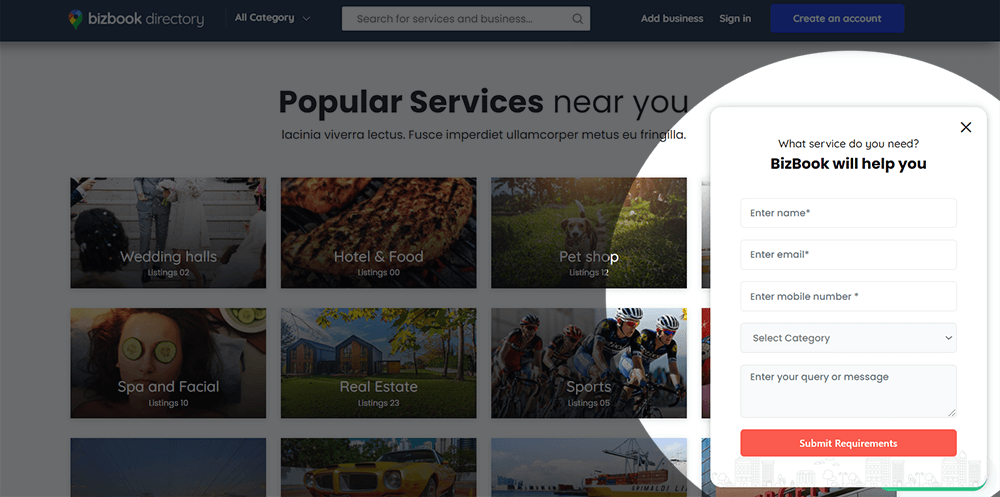 bizbook directory
All Category
Search for services and business...
Add business
Sign in
Create an account
Popular Services near you
lacinia viverra lectus. Fusce imperdiet ullamcorper metus eu fringilla.
Wedding halls
Listings 02
Hotel & Food
Listings 00
Pet shop
Listings 12
Spa and Facial
Listings 10
Real Estate
Listings 23
Sports
Listings 05
GRIMALDI
What service do you need?
BizBook will help you
Enter name*
Enter email*
Enter mobile number *
Select Category
Enter your query or message
Submit Requirements